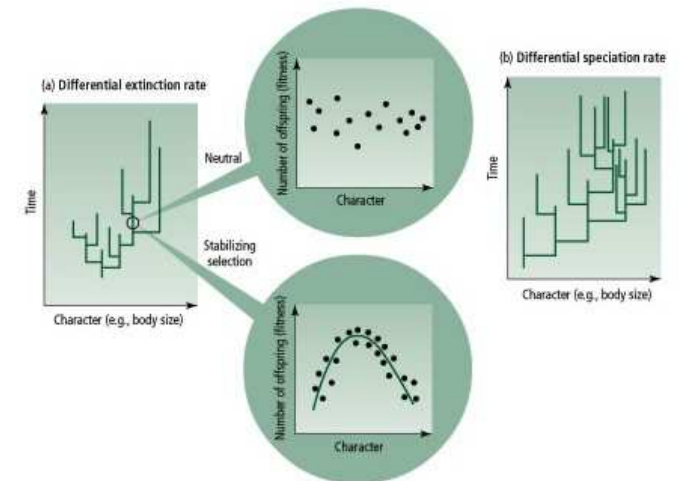 (a) Differential extinction rate
Time
Character (e.g., body size)
Neutral
Number of offspring (fitness)
Character
Stabilizing
selection
Number of offspring (fitness)
Character
(b) Differential speciation rate
Time
Character (e.g., body size)